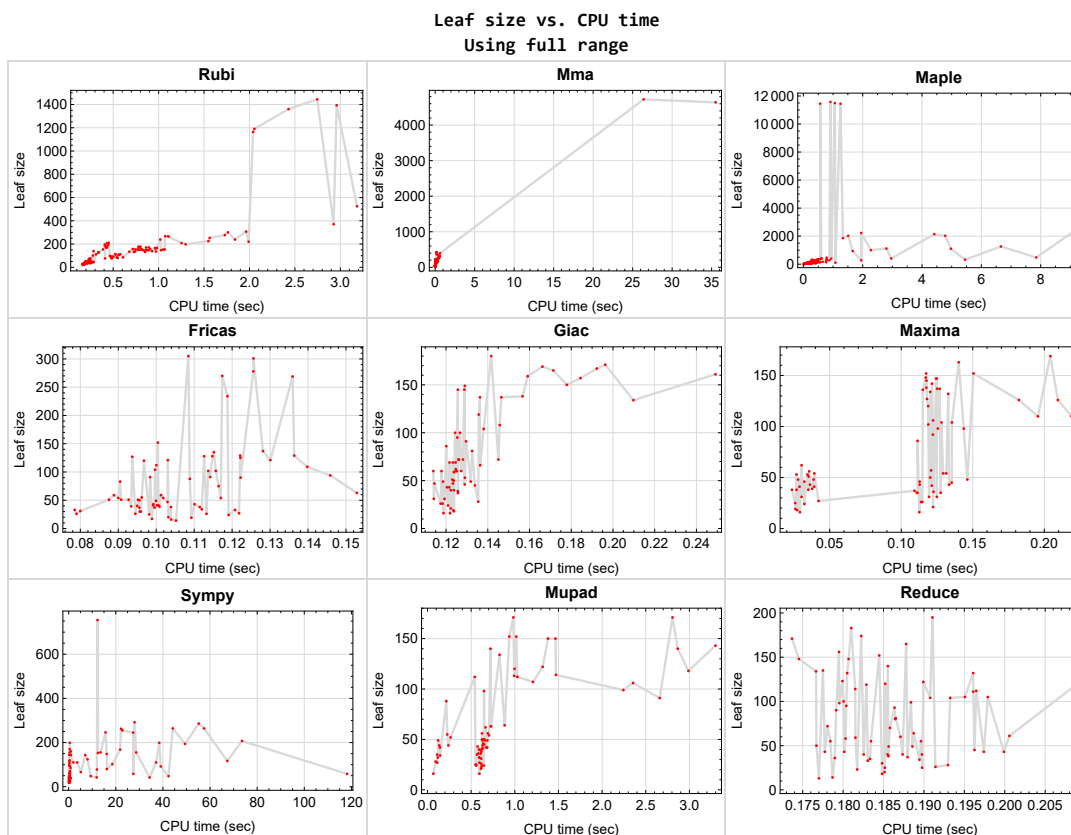 Leaf size vs. CPU time
Using full range
Rubi
Leaf size
1400
1200
1000
800
600
400
200
0
0.5 1.0 1.5 2.0 2.5 3.0
CPU time (sec)
Mma
Leaf size
4000
3000
2000
1000
0
0 5 10 15 20 25 30 35
CPU time (sec)
Maple
Leaf size
12000
10000
8000
6000
4000
2000
0
0 2 4 6 8
CPU time (sec)
Fricas
Leaf size
300
250
200
150
100
50
0
0.08 0.09 0.10 0.11 0.12 0.13 0.14 0.15
CPU time (sec)
Giac
Leaf size
150
100
50
0
0.12 0.14 0.16 0.18 0.20 0.22 0.24
CPU time (sec)
Maxima
Leaf size
150
100
50
0
0.05 0.10 0.15 0.20
CPU time (sec)
Sympy
Leaf size
600
400
200
0
0 20 40 60 80 100 120
CPU time (sec)
Mupad
Leaf size
150
100
50
0
0.0 0.5 1.0 1.5 2.0 2.5 3.0
CPU time (sec)
Reduce
Leaf size
200
150
100
50
0
0.175 0.180 0.185 0.190 0.195 0.200 0.205
CPU time (sec)